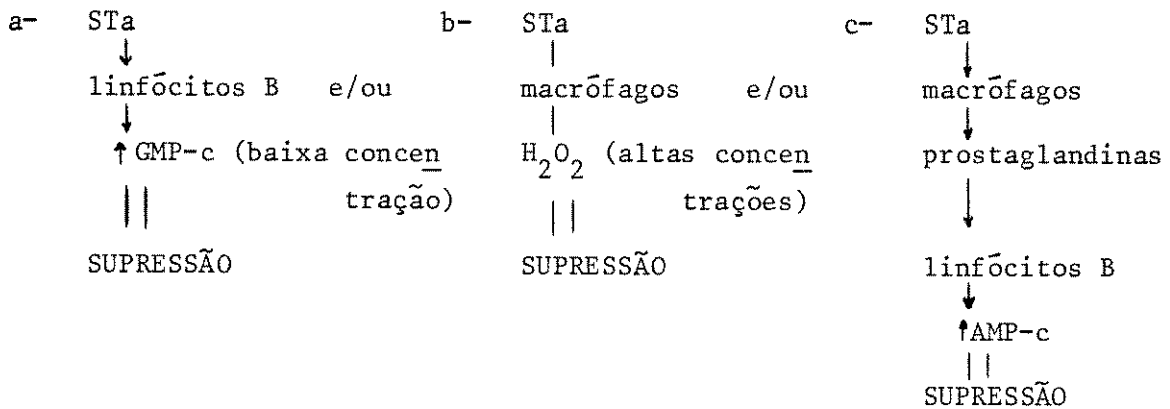 a- STa
linfócitos B e/ou
↑ GMP-c (baixa concen
tração)
SUPRESSÃO
b- STa
macrófagos e/ou
H₂O₂ (altas concen
trações)
SUPRESSÃO
c- STa
macrófagos
prostaglandinas
linfócitos B
↑AMP-c
SUPRESSÃO